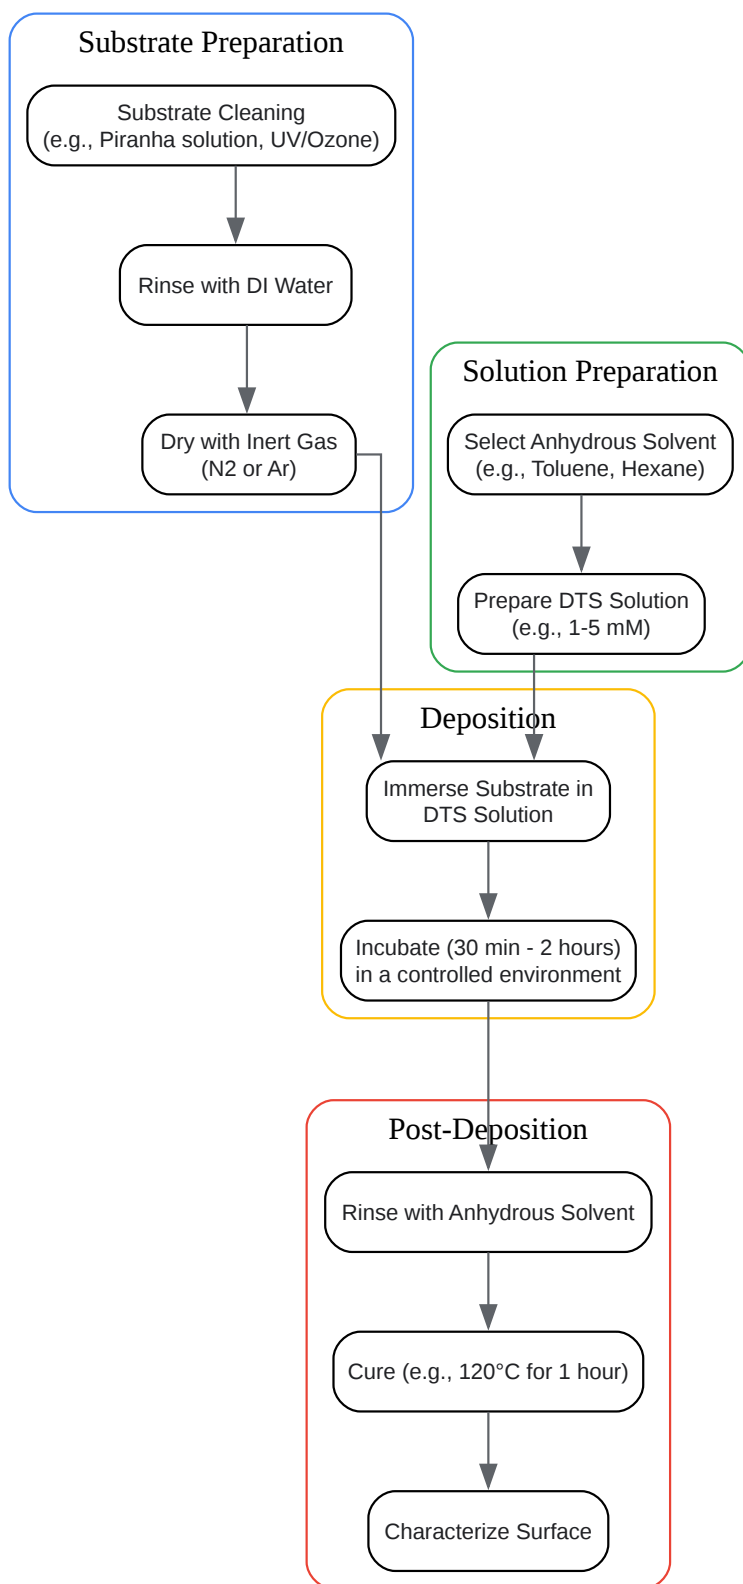 Substrate Preparation
Substrate Cleaning
(e.g., Piranha solution, UV/Ozone)
Rinse with DI Water
Dry with Inert Gas
(N2 or Ar)
Solution Preparation
Select Anhydrous Solvent
(e.g., Toluene, Hexane)
Prepare DTS Solution
(e.g., 1-5 mM)
Deposition
Immerse Substrate in
DTS Solution
Incubate (30 min - 2 hours)
in a controlled environment
Post-Deposition
Rinse with Anhydrous Solvent
Cure (e.g., 120°C for 1 hour)
Characterize Surface